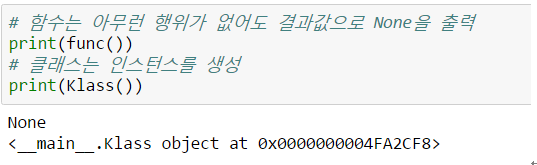 # 함수는 아무런 행위가 없어도 결과값으로 None을 출력
print(func())
# 클래스는 인스턴스를 생성
print(Klass())
None
<__main__.Klass object at 0x0000000004FA2CF8>